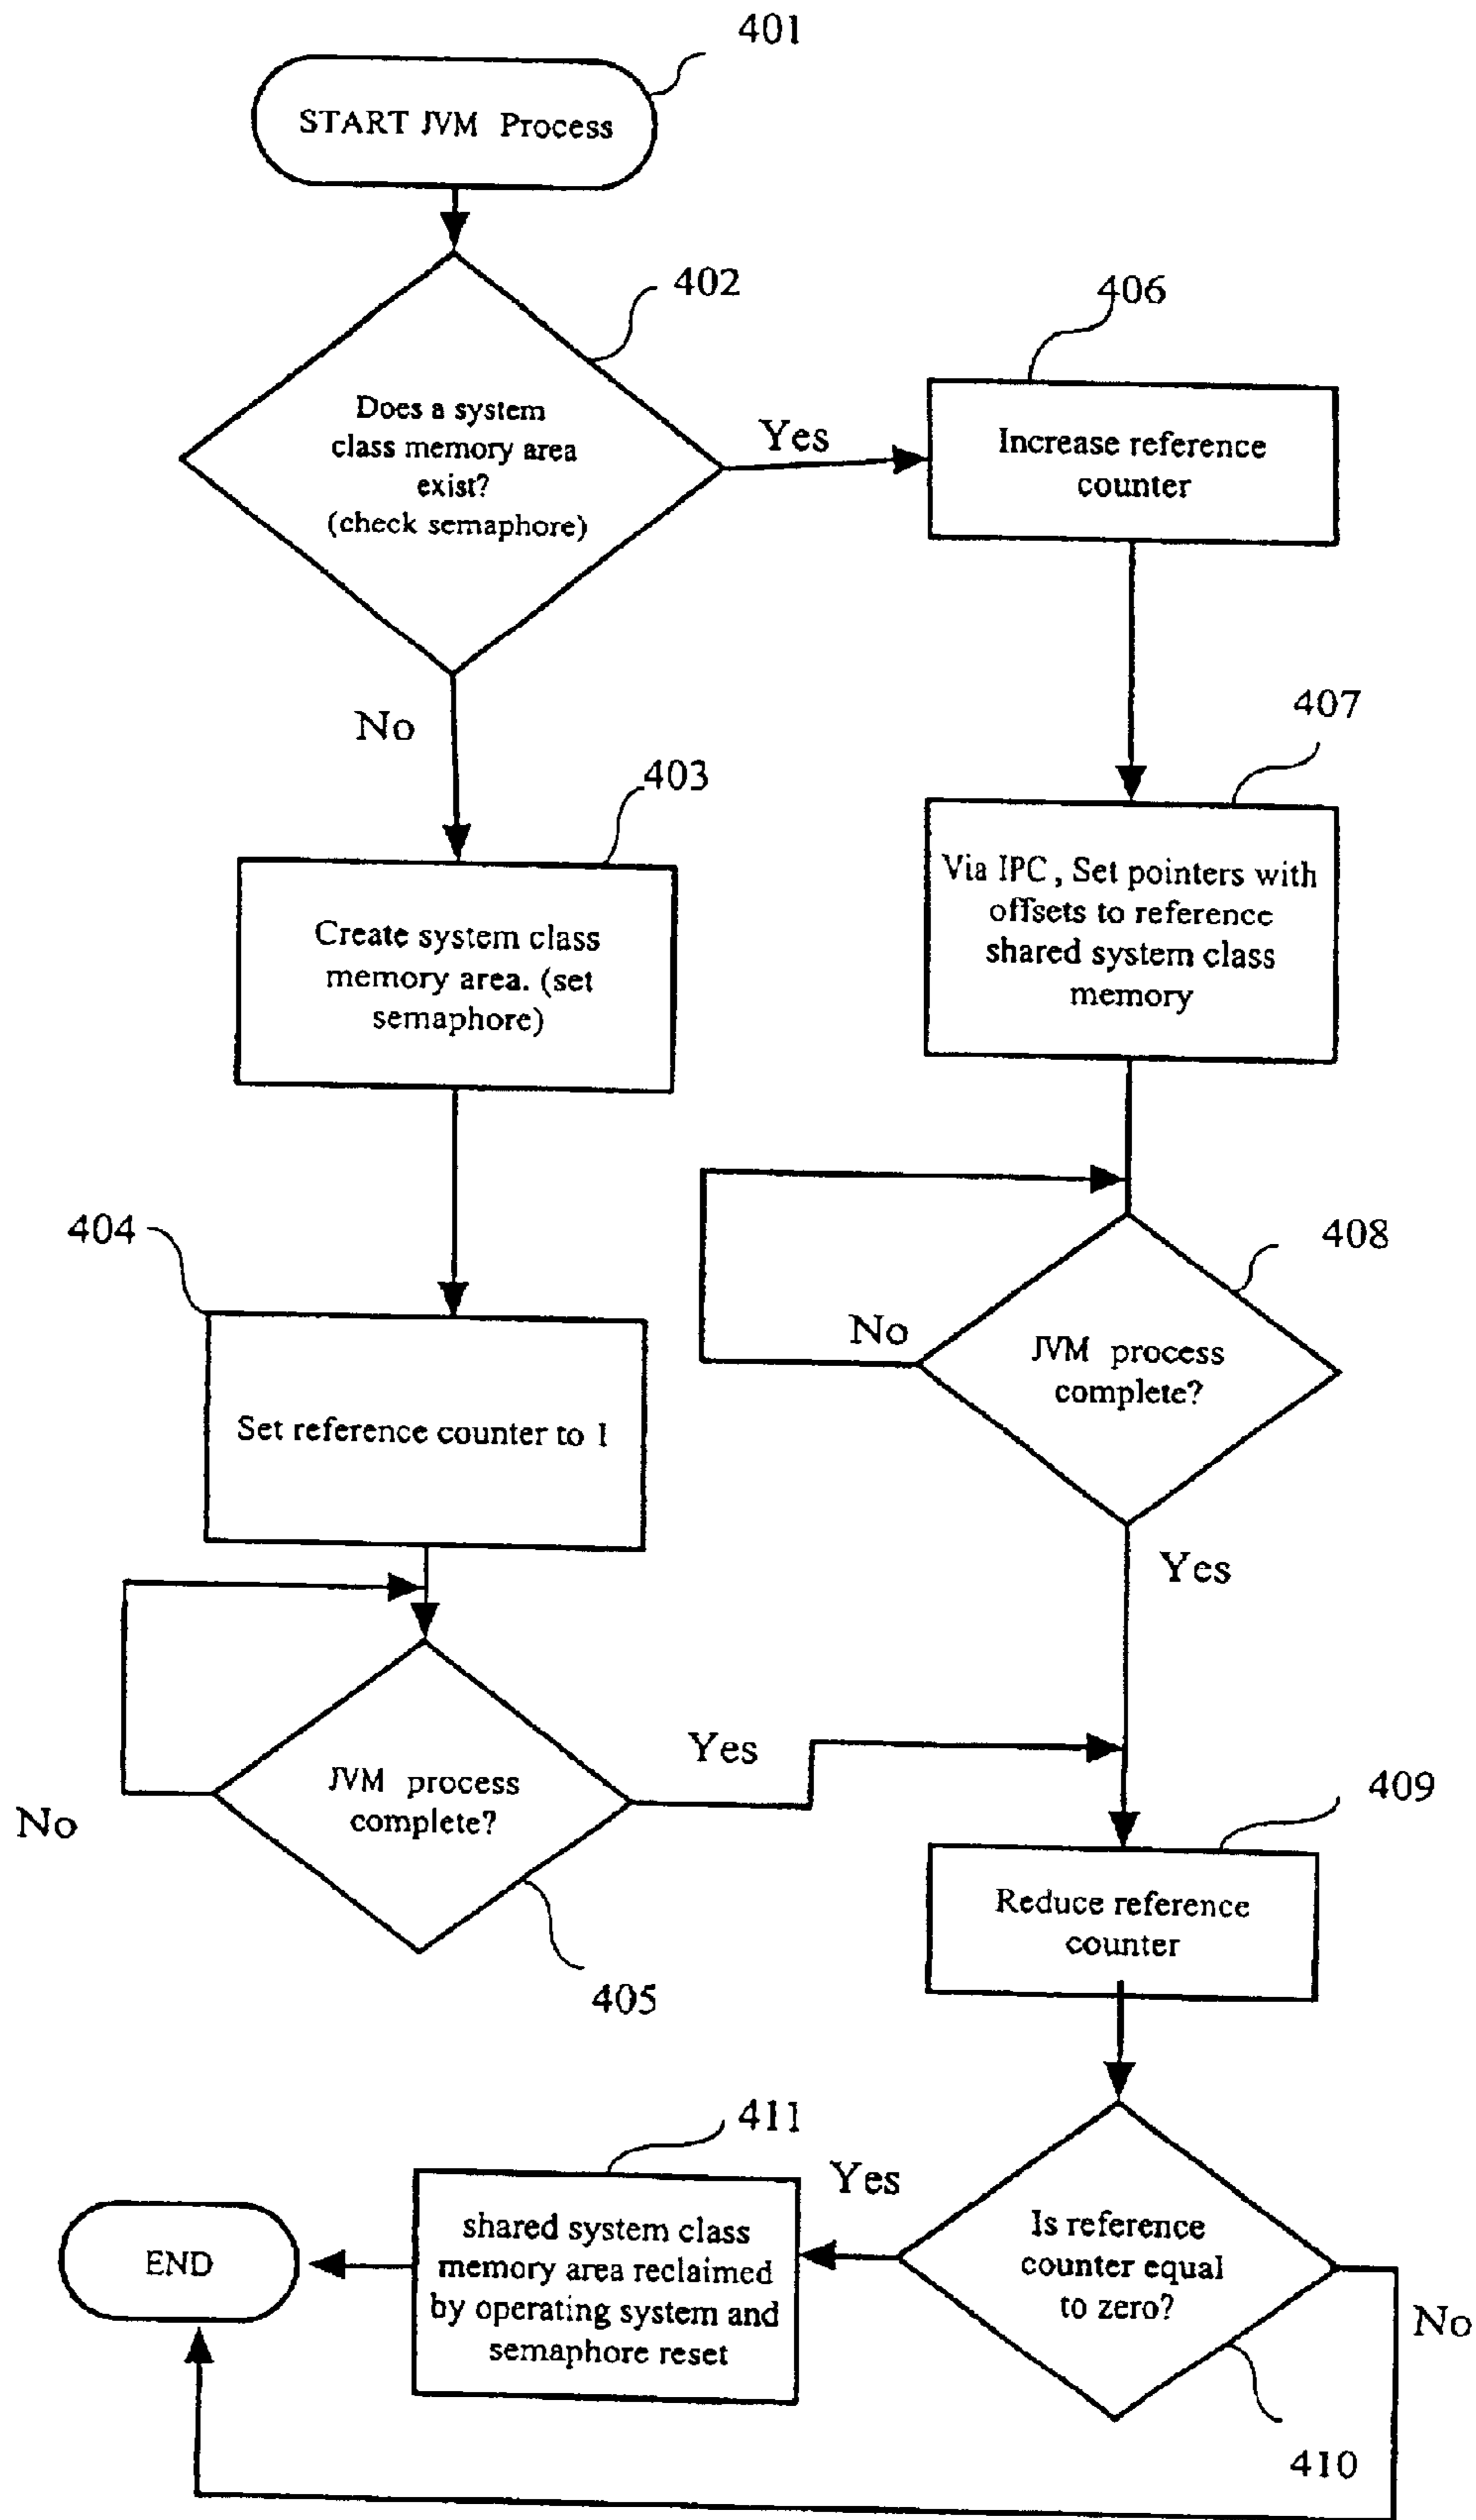 401
START JVM Process
402
Does a system
class memory area
exist?
(check semaphore)
Yes
406
Increase reference
counter
No
403
Create system class
memory area. (set
semaphore)
407
Via IPC, Set pointers with
offsets to reference
shared system class
memory
404
Set reference counter to 1
408
No
JVM process
complete?
Yes
No
JVM process
complete?
Yes
405
409
Reduce reference
counter
411
Yes
END
shared system class
memory area reclaimed
by operating system and
semaphore reset
Is reference
counter equal
to zero?
No
410